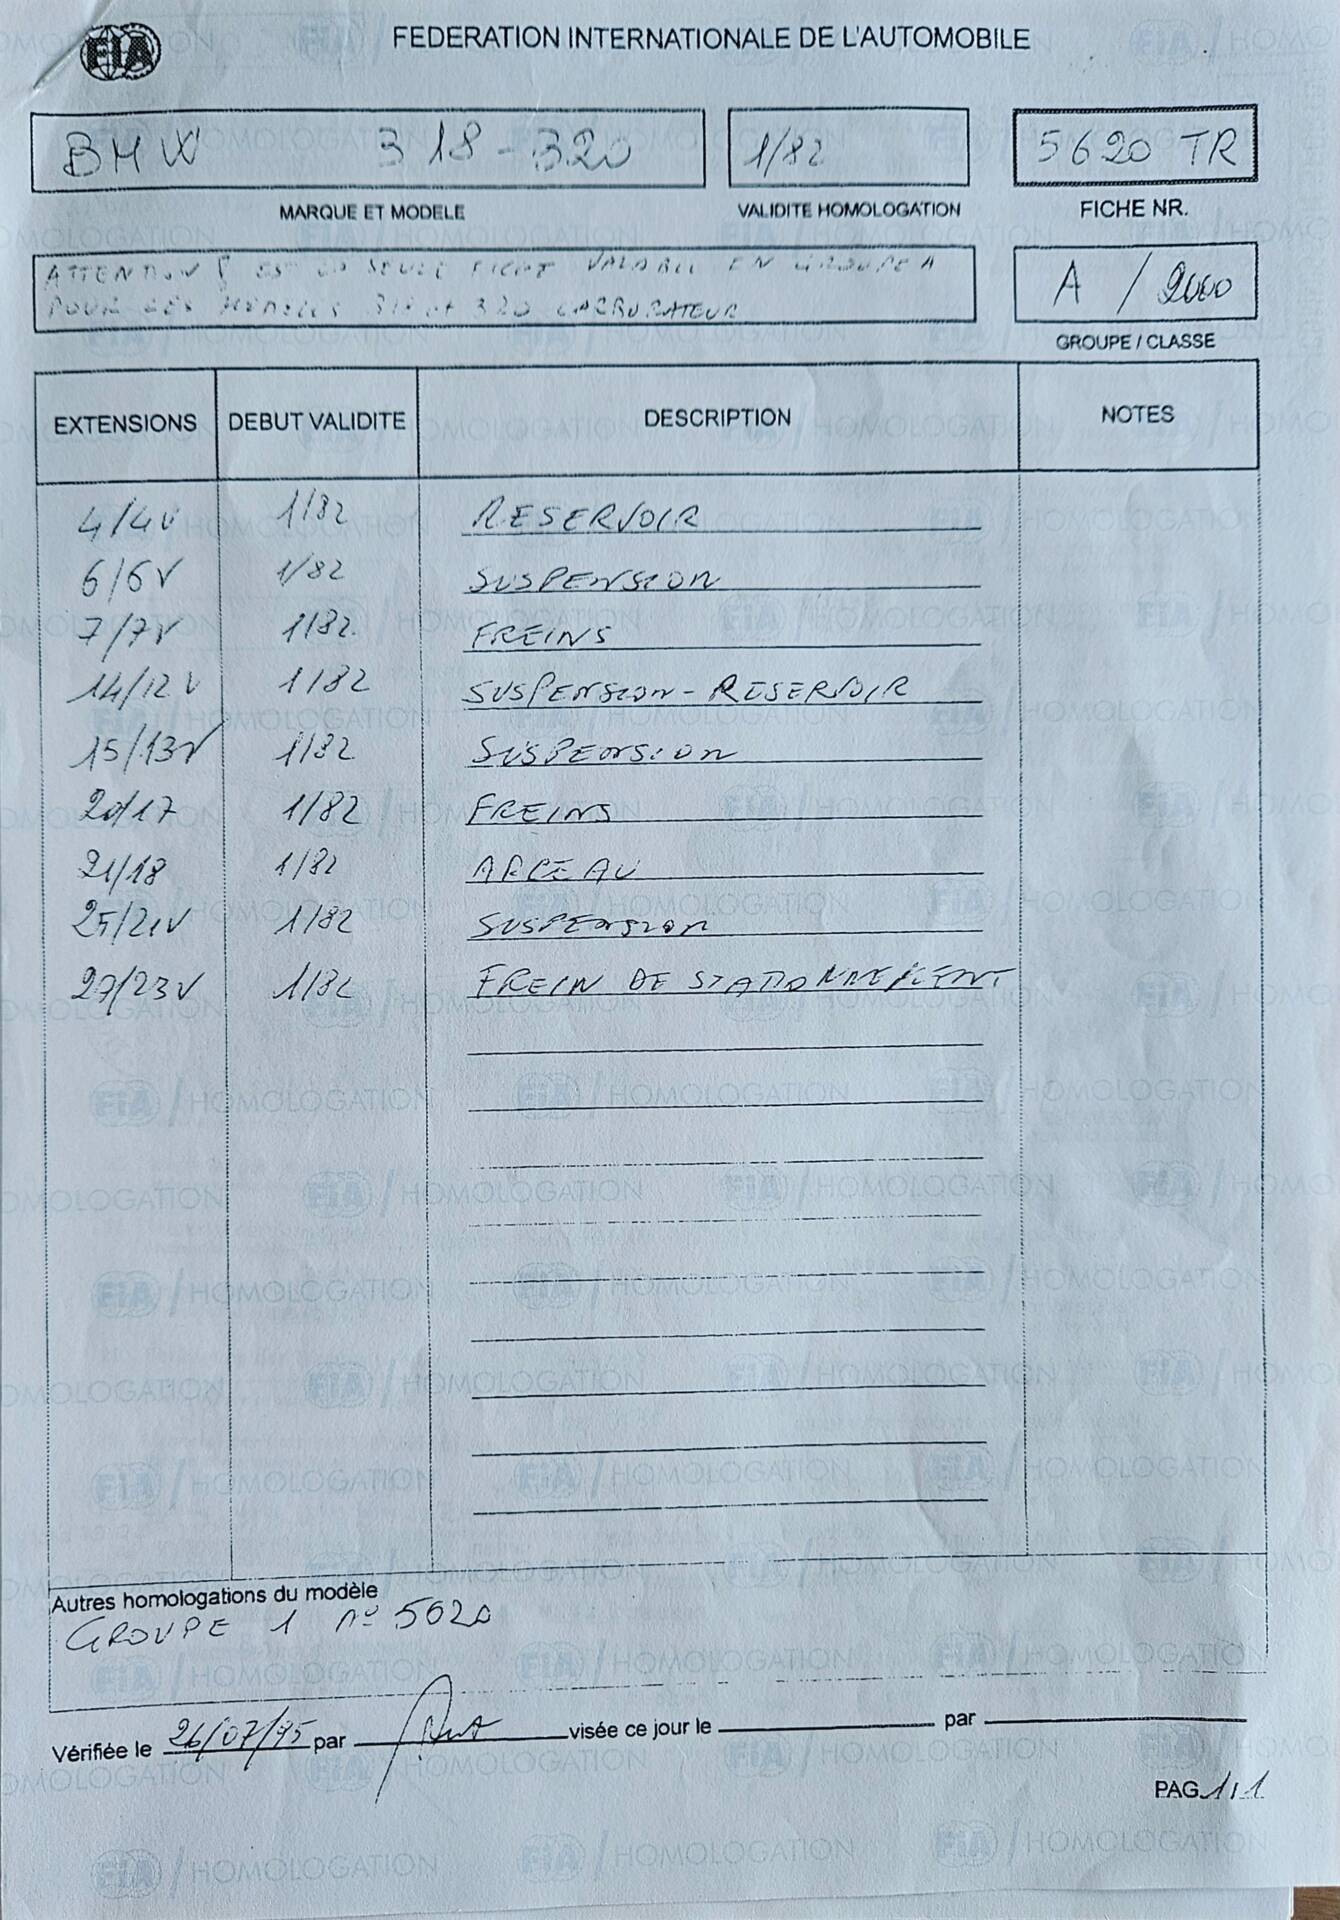 FIA
FEDERATION INTERNATIONALE DE L'AUTOMOBILE
BMW 318-320
1/82
5620 TR
MARQUE ET MODELE
VALIDITE HOMOLOGATION
FICHE NR.
ATTENTION EST LA SEULE FICHE VALABLE EN GROUPE A
POUR LES MODELES 318 et 320 CARBURATEUR
A / 2000
GROUPE / CLASSE
EXTENSIONS DEBUT VALIDITE DESCRIPTION NOTES
4/4V 1/82 RESERVOIR
6/6V 1/82 SUSPENSION
7/7V 1/82 FREINS
14/12V 1/82 SUSPENSION-RESERVOIR
15/13V 1/82 SUSPENSION
20/17 1/82 FREINS
21/18 1/82 ARCEAU
25/21V 1/82 SUSPENSION
27/23V 1/82 FREIN DE STATIONNEMENT
Autres homologations du modèle
GROUPE 1 nº 5620
Vérifiée le 26/07/95 par visée ce jour le par
PAG 1/1